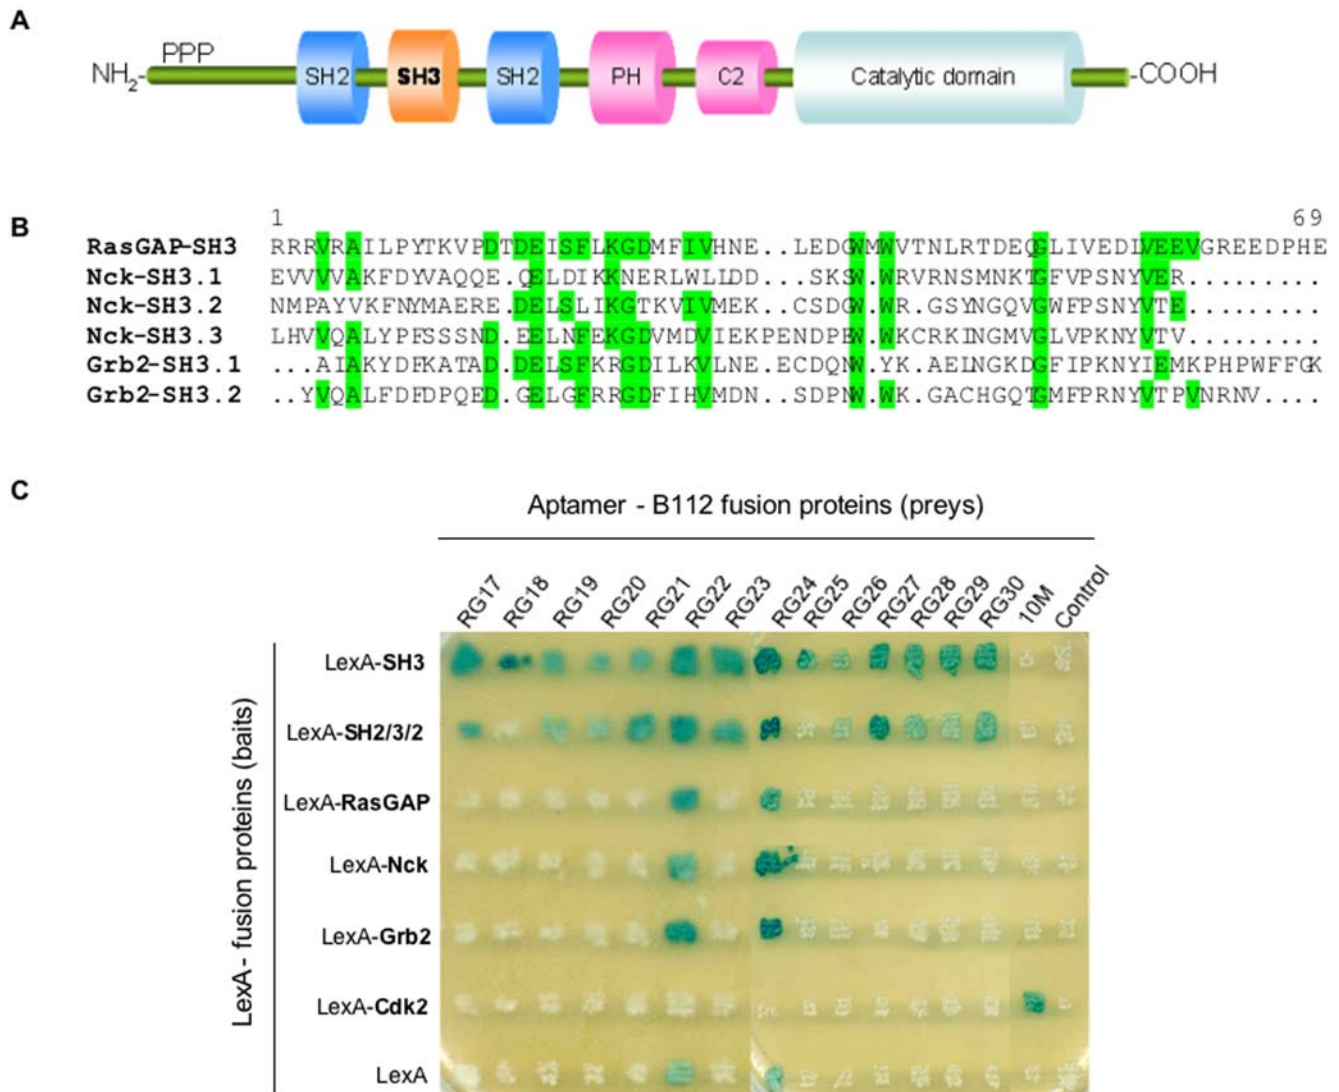 A
NH2- PPP SH2 SH3 SH2 PH C2 Catalytic domain -COOH
B
1 69
RasGAP-SH3 RRRVRAILPYTKVPDTDEISFLKGDMFIVHNE..LEDGWMWVTNLRTDEQGLIVEDLVEEVGREEDPHE
Nck-SH3.1 EVVVVAKFDYVAQQE.QELDIKKNERLWLLDD...SKSW.WRVRNSMNKTGFVPSNYVER.........
Nck-SH3.2 NMPAYVKFNYMAERE.DELSLIKGTKVIVMEK..CSDGW.WR.GSYNGQVGWFPSNYVTE.........
Nck-SH3.3 LHVVQALYPFSSSND.EELNFEKGDVMDVIEKPENDPEW.WKCRKINGMVGLVPKNYVTV.........
Grb2-SH3.1 ...AIAKYDFKATAD.DELSFKRGDILKVLNE.ECDQNW.YK.AELNGKDGFIPKNYIEMKPHPWFFGK
Grb2-SH3.2 ..YVQALFDFDPQED.GELGFRRGDFIHVMDN..SDPNW.WK.GACHGQTGMFPRNYVTPVNRNV....
C
Aptamer - B112 fusion proteins (preys)
RG17 RG18 RG19 RG20 RG21 RG22 RG23 RG24 RG25 RG26 RG27 RG28 RG29 RG30 10M Control
LexA - fusion proteins (baits)
LexA-SH3
LexA-SH2/3/2
LexA-RasGAP
LexA-Nck
LexA-Grb2
LexA-Cdk2
LexA